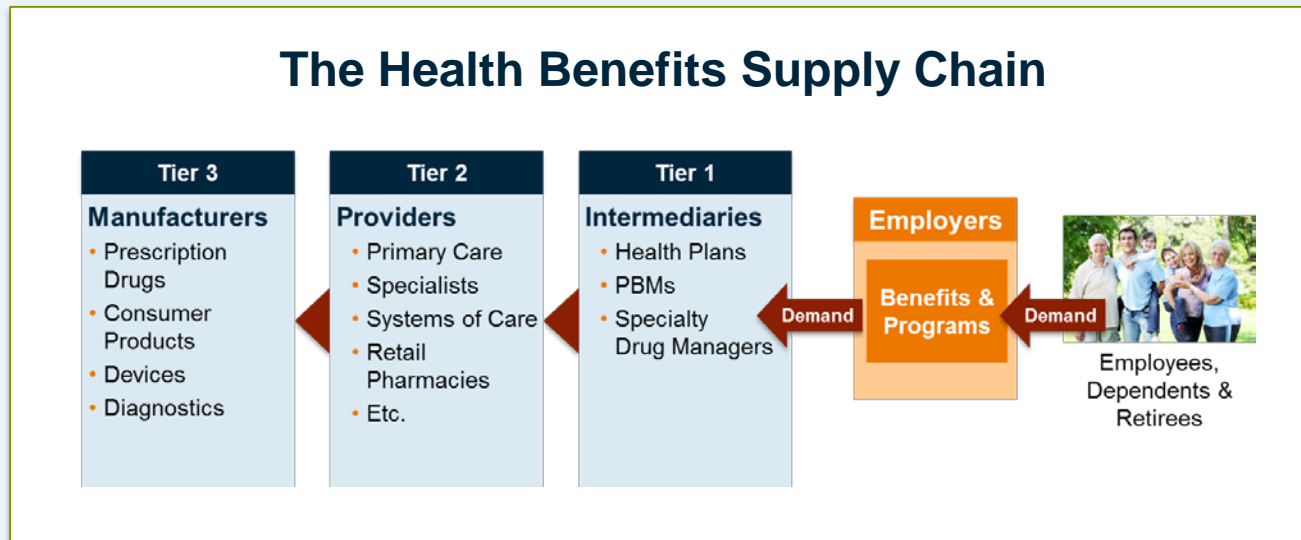 The Health Benefits Supply Chain
Tier 3
Manufacturers
• Prescription
Drugs
• Consumer
Products
• Devices
• Diagnostics
Tier 2
Providers
• Primary Care
• Specialists
• Systems of Care
• Retail
Pharmacies
• Etc.
Tier 1
Intermediaries
• Health Plans
• PBMs
• Specialty
Drug Managers
Demand
Employers
Benefits &
Programs
Demand
Employees,
Dependents &
Retirees